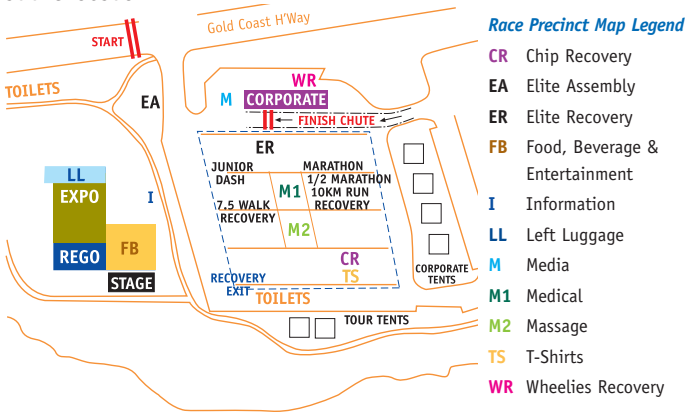 Gold Coast H'Way
START
TOILETS
EA
WR
M
CORPORATE
FINISH CHUTE
ER
JUNIOR
DASH
MARATHON
1/2 MARATHON
10KM RUN
RECOVERY
M1
7.5 WALK
RECOVERY
M2
LL
EXPO
I
REGO
FB
STAGE
CR
TS
RECOVERY
EXIT
TOILETS
CORPORATE
TENTS
TOUR TENTS
Race Precinct Map Legend
CR Chip Recovery
EA Elite Assembly
ER Elite Recovery
FB Food, Beverage &
Entertainment
I Information
LL Left Luggage
M Media
M1 Medical
M2 Massage
TS T-Shirts
WR Wheelies Recovery